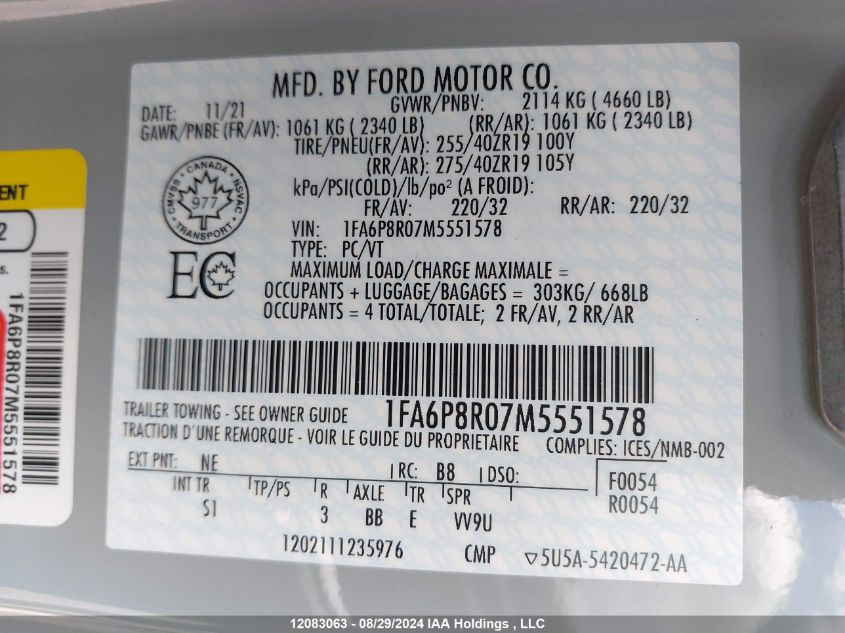 MFD. BY FORD MOTOR CO.
DATE: 11/21 GVWR/PNBV: 2114 KG ( 4660 LB)
GAWR/PNBE (FR/AV): 1061 KG ( 2340 LB) (RR/AR): 1061 KG ( 2340 LB)
TIRE/PNEU(FR/AV): 255/40ZR19 100Y
(RR/AR): 275/40ZR19 105Y
kPa/PSI(COLD)/lb/po² (A FROID):
FR/AV: 220/32 RR/AR: 220/32
CANADA
CMVSS NSVAC
977
TRANSPORT
VIN: 1FA6P8R07M5551578
TYPE: PC/VT
EC
MAXIMUM LOAD/CHARGE MAXIMALE =
OCCUPANTS + LUGGAGE/BAGAGES = 303KG/ 668LB
OCCUPANTS = 4 TOTAL/TOTALE; 2 FR/AV, 2 RR/AR
TRAILER TOWING - SEE OWNER GUIDE 1FA6P8R07M5551578
TRACTION D'UNE REMORQUE - VOIR LE GUIDE DU PROPRIETAIRE COMPLIES: ICES/NMB-002
EXT PNT: NE RC: B8 DSO: F0054
INT TR TP/PS R AXLE TR SPR R0054
S1 3 BB E VV9U
1202111235976 CMP 5U5A-5420472-AA
ENT
2
s.
1FA6P8R07M5551578
12083063 - 08/29/2024 IAA Holdings , LLC